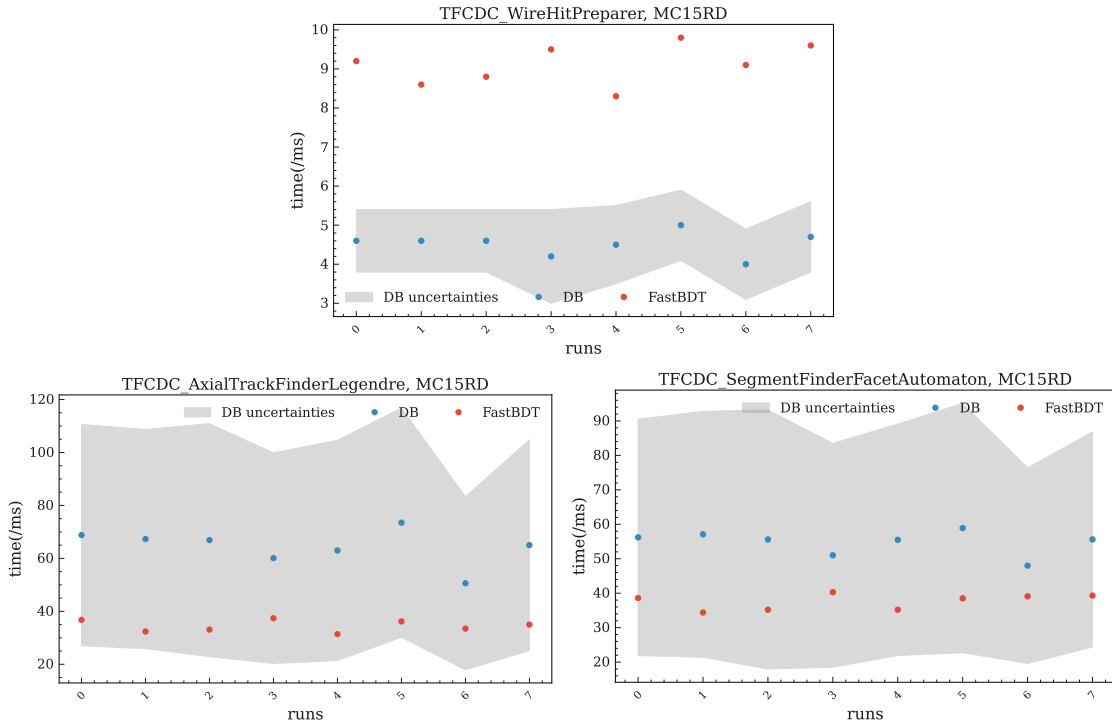 TFCDC_WireHitPreparer, MC15RD
10
9
8
7
6
5
4
3
time(/ms)
DB uncertainties DB FastBDT
0 1 2 3 4 5 6 7
runs
TFCDC_AxialTrackFinderLegendre, MC15RD
120
100
80
60
40
20
time(/ms)
DB uncertainties DB FastBDT
0 1 2 3 4 5 6 7
runs
TFCDC_SegmentFinderFacetAutomaton, MC15RD
90
80
70
60
50
40
30
20
time(/ms)
DB uncertainties DB FastBDT
0 1 2 3 4 5 6 7
runs